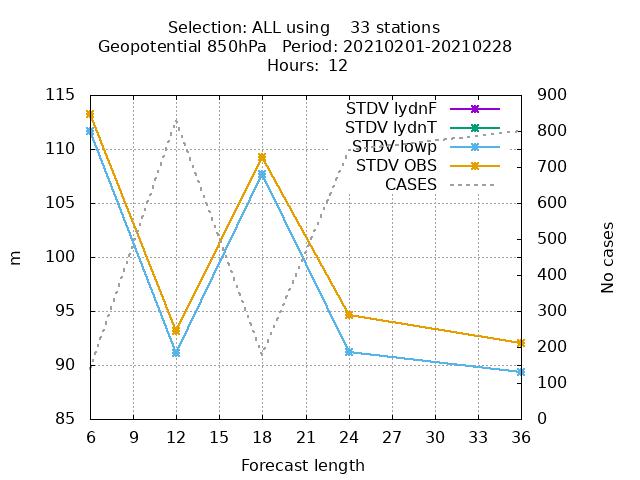 Selection: ALL using    33 stations
Geopotential 850hPa   Period: 20210201-20210228
Hours:  12
115
110
105
100
95
90
85
m
900
800
700
600
500
400
300
200
100
0
No cases
STDV lydnF
STDV lydnT
STDV lowp
STDV OBS
CASES
6 9 12 15 18 21 24 27 30 33 36
Forecast length